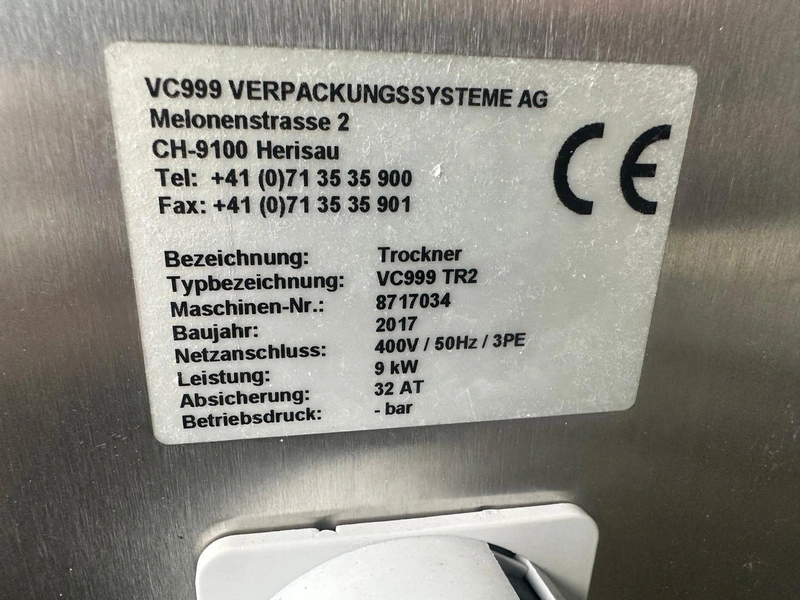 VC999 VERPACKUNGSSYSTEME AG
Melonenstrasse 2
CH-9100 Herisau
Tel: +41 (0)71 35 35 900
Fax: +41 (0)71 35 35 901
CE
Bezeichnung: Trockner
Typbezeichnung: VC999 TR2
Maschinen-Nr.: 8717034
Baujahr: 2017
Netzanschluss: 400V / 50Hz / 3PE
Leistung: 9 kW
Absicherung: 32 AT
Betriebsdruck: - bar